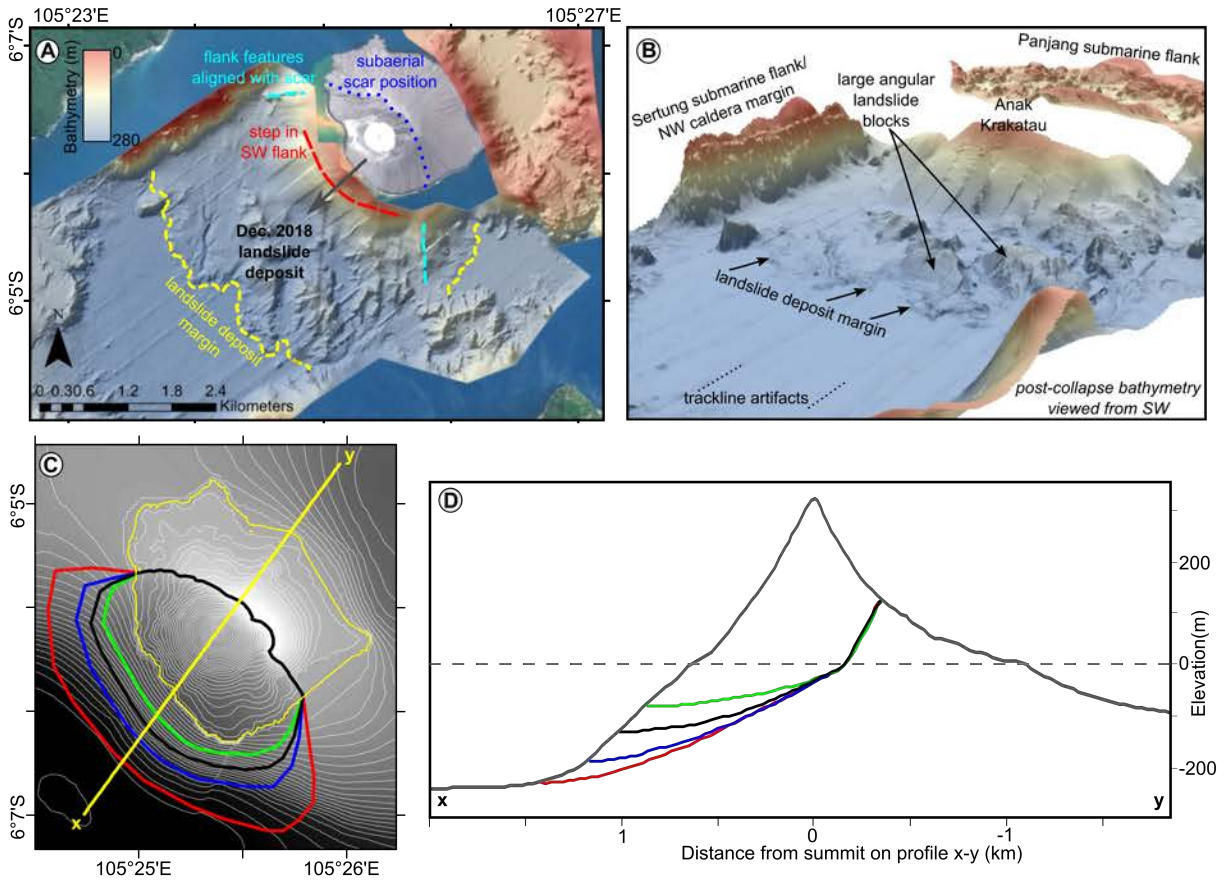 105°23'E
105°27'E
6°7'S
6°5'S
A
Bathymetry (m)
0
280
flank features
aligned with scar
subaerial
scar position
step in
SW flank
Dec. 2018
landslide
deposit
landslide deposit
margin
N
0 0.30.6 1.2 1.8 2.4
Kilometers
B
Sertung submarine flank/
NW caldera margin
large angular
landslide
blocks
Panjang submarine flank
Anak
Krakatau
landslide deposit margin
trackline artifacts
post-collapse bathymetry
viewed from SW
C
y
x
6°5'S
6°7'S
105°25'E
105°26'E
D
200
0
-200
Elevation(m)
x
y
1
0
-1
Distance from summit on profile x-y (km)